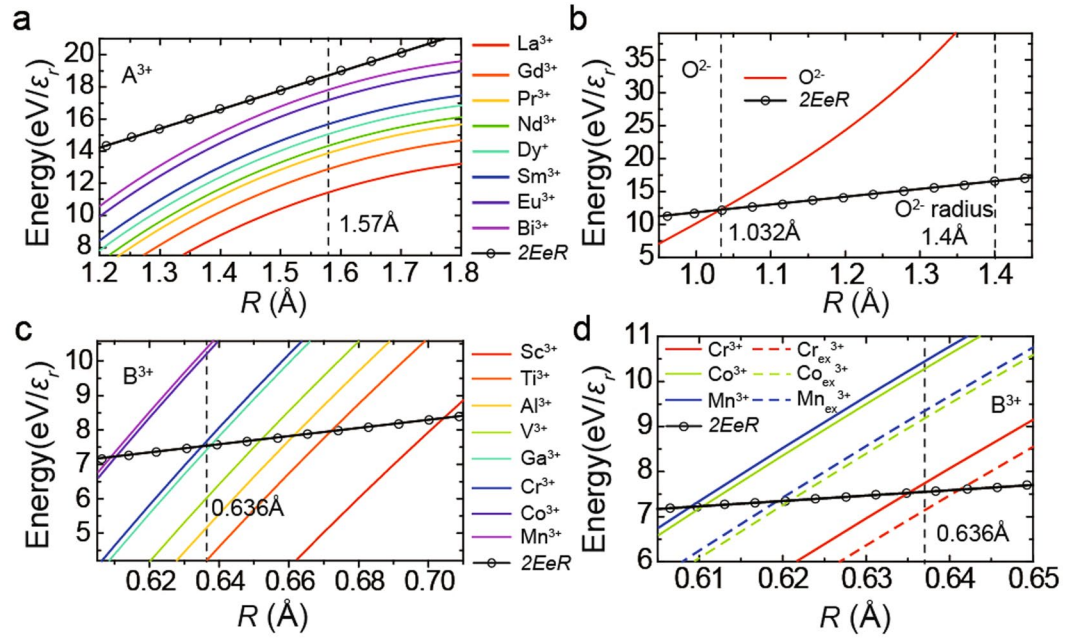 a
Energy(eV/εr)
20
18
16
14
12
10
8
A3+
1.57Å
1.2 1.3 1.4 1.5 1.6 1.7 1.8
R (Å)
La3+
Gd3+
Pr3+
Nd3+
Dy+
Sm3+
Eu3+
Bi3+
2EeR
b
Energy(eV/εr)
35
30
25
20
15
10
5
O2-
O2-
2EeR
O2- radius
1.032Å
1.4Å
1.0 1.1 1.2 1.3 1.4
R (Å)
c
Energy(eV/εr)
10
9
8
7
6
5
B3+
0.636Å
0.62 0.64 0.66 0.68 0.70
R (Å)
Sc3+
Ti3+
Al3+
V3+
Ga3+
Cr3+
Co3+
Mn3+
2EeR
d
Energy(eV/εr)
11
10
9
8
7
6
Cr3+ Crex3+
Co3+ Coex3+
Mn3+ Mnex3+
2EeR
B3+
0.636Å
0.61 0.62 0.63 0.64 0.65
R (Å)